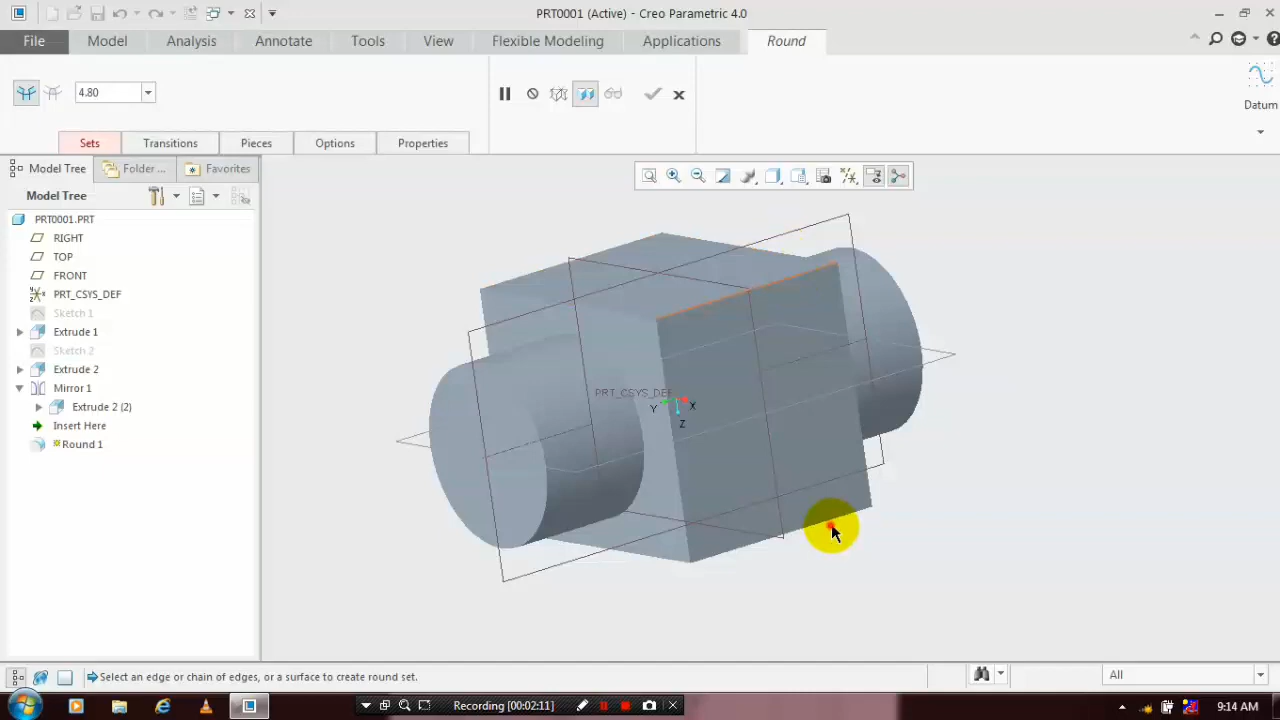 PRT0001 (Active) - Creo Parametric 4.0
File Model Analysis Annotate Tools View Flexible Modeling Applications Round
4.80
Datum
Sets Transitions Pieces Options Properties
Model Tree Folder ... Favorites
Model Tree
PRT0001.PRT
RIGHT
TOP
FRONT
PRT_CSYS_DEF
Sketch 1
Extrude 1
Sketch 2
Extrude 2
Mirror 1
Extrude 2 (2)
Insert Here
Round 1
PRT_CSYS_DEF
Y X
Z
Select an edge or chain of edges, or a surface to create round set.
All
Recording [00:02:11]
9:14 AM